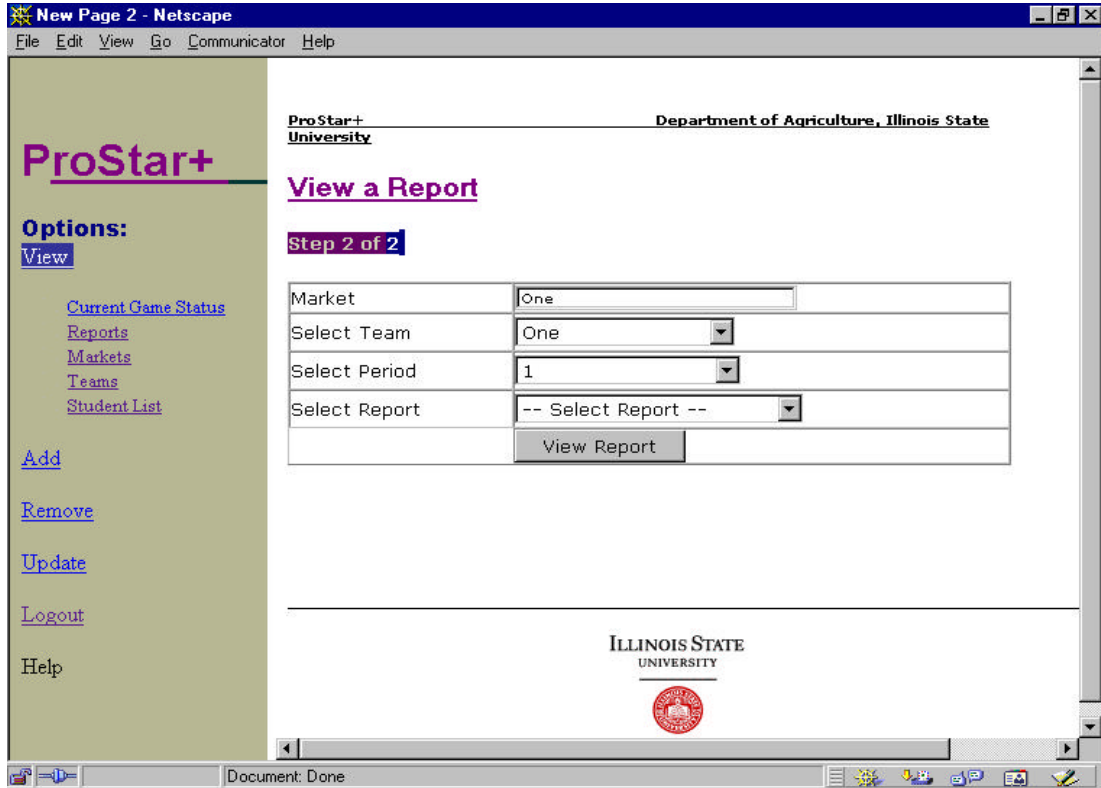 New Page 2 - Netscape
File Edit View Go Communicator Help
ProStar+
Options:
View
Current Game Status
Reports
Markets
Teams
Student List
Add
Remove
Update
Logout
Help
ProStar+ Department of Agriculture, Illinois State
University
View a Report
Step 2 of 2
Market One
Select Team One
Select Period 1
Select Report -- Select Report --
View Report
ILLINOIS STATE
UNIVERSITY
Document: Done